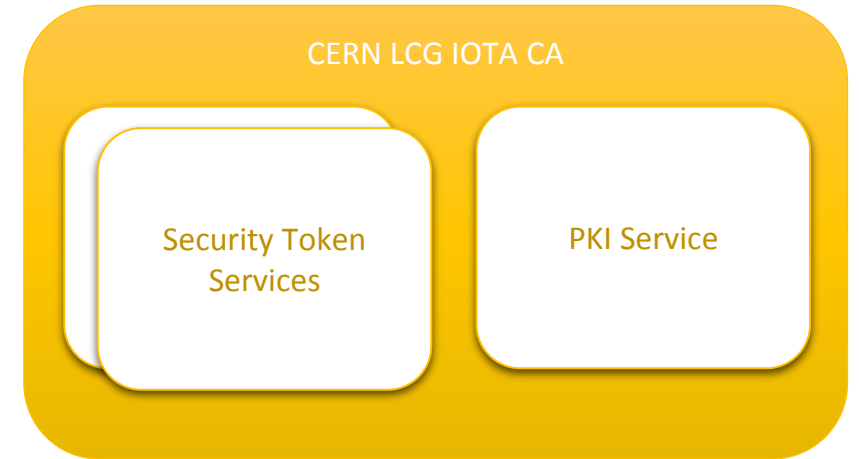 CERN LCG IOTA CA
Security Token
Services
PKI Service